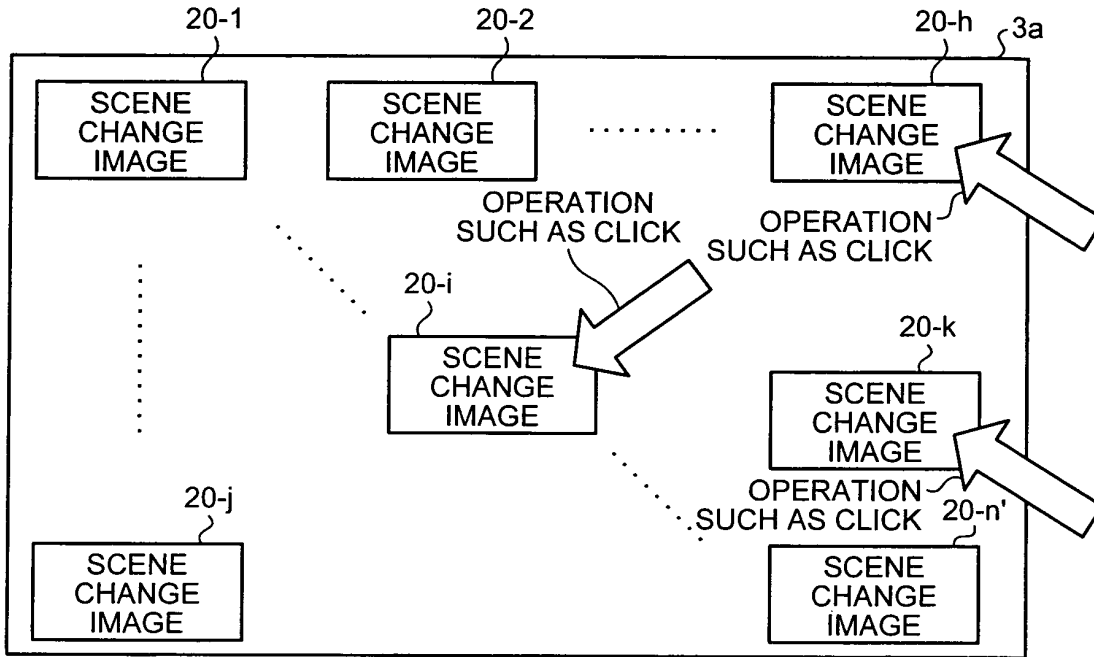 20-1
20-2
20-h
3a
SCENE
CHANGE
IMAGE
SCENE
CHANGE
IMAGE
SCENE
CHANGE
IMAGE
OPERATION
SUCH AS CLICK
OPERATION
SUCH AS CLICK
20-i
SCENE
CHANGE
IMAGE
20-k
SCENE
CHANGE
IMAGE
OPERATION
SUCH AS CLICK
20-j
SCENE
CHANGE
IMAGE
20-n'
SCENE
CHANGE
IMAGE